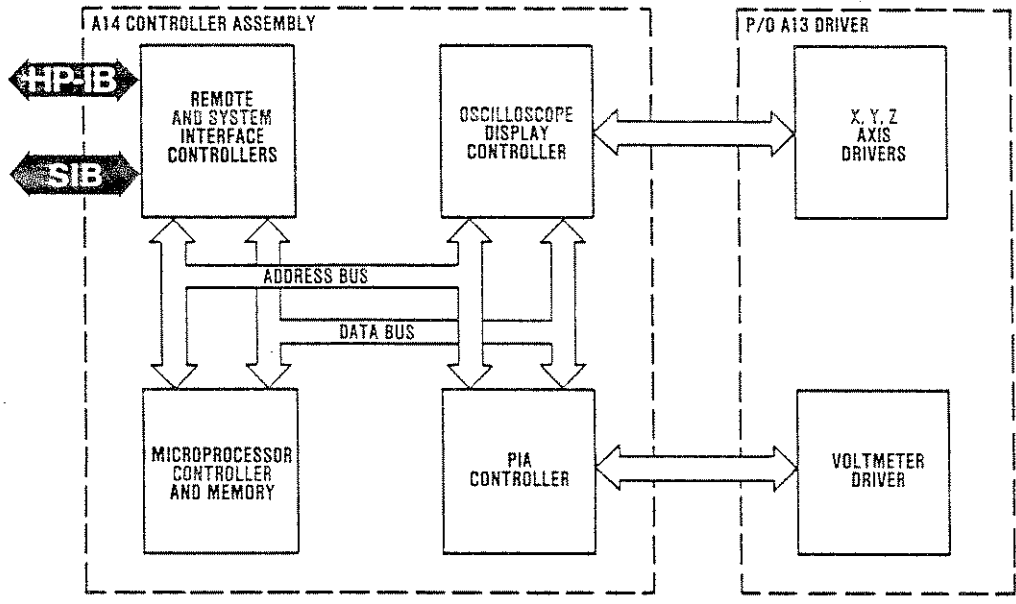 A14 CONTROLLER ASSEMBLY
P/O A13 DRIVER
HP-IB
SIB
REMOTE
AND SYSTEM
INTERFACE
CONTROLLERS
OSCILLOSCOPE
DISPLAY
CONTROLLER
X, Y, Z
AXIS
DRIVERS
ADDRESS BUS
DATA BUS
MICROPROCESSOR
CONTROLLER
AND MEMORY
PIA
CONTROLLER
VOLTMETER
DRIVER